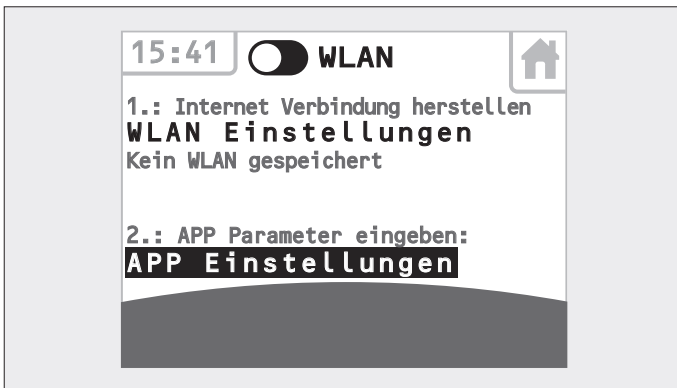 15:41 WLAN
1.: Internet Verbindung herstellen
WLAN Einstellungen
Kein WLAN gespeichert
2.: APP Parameter eingeben:
APP Einstellungen